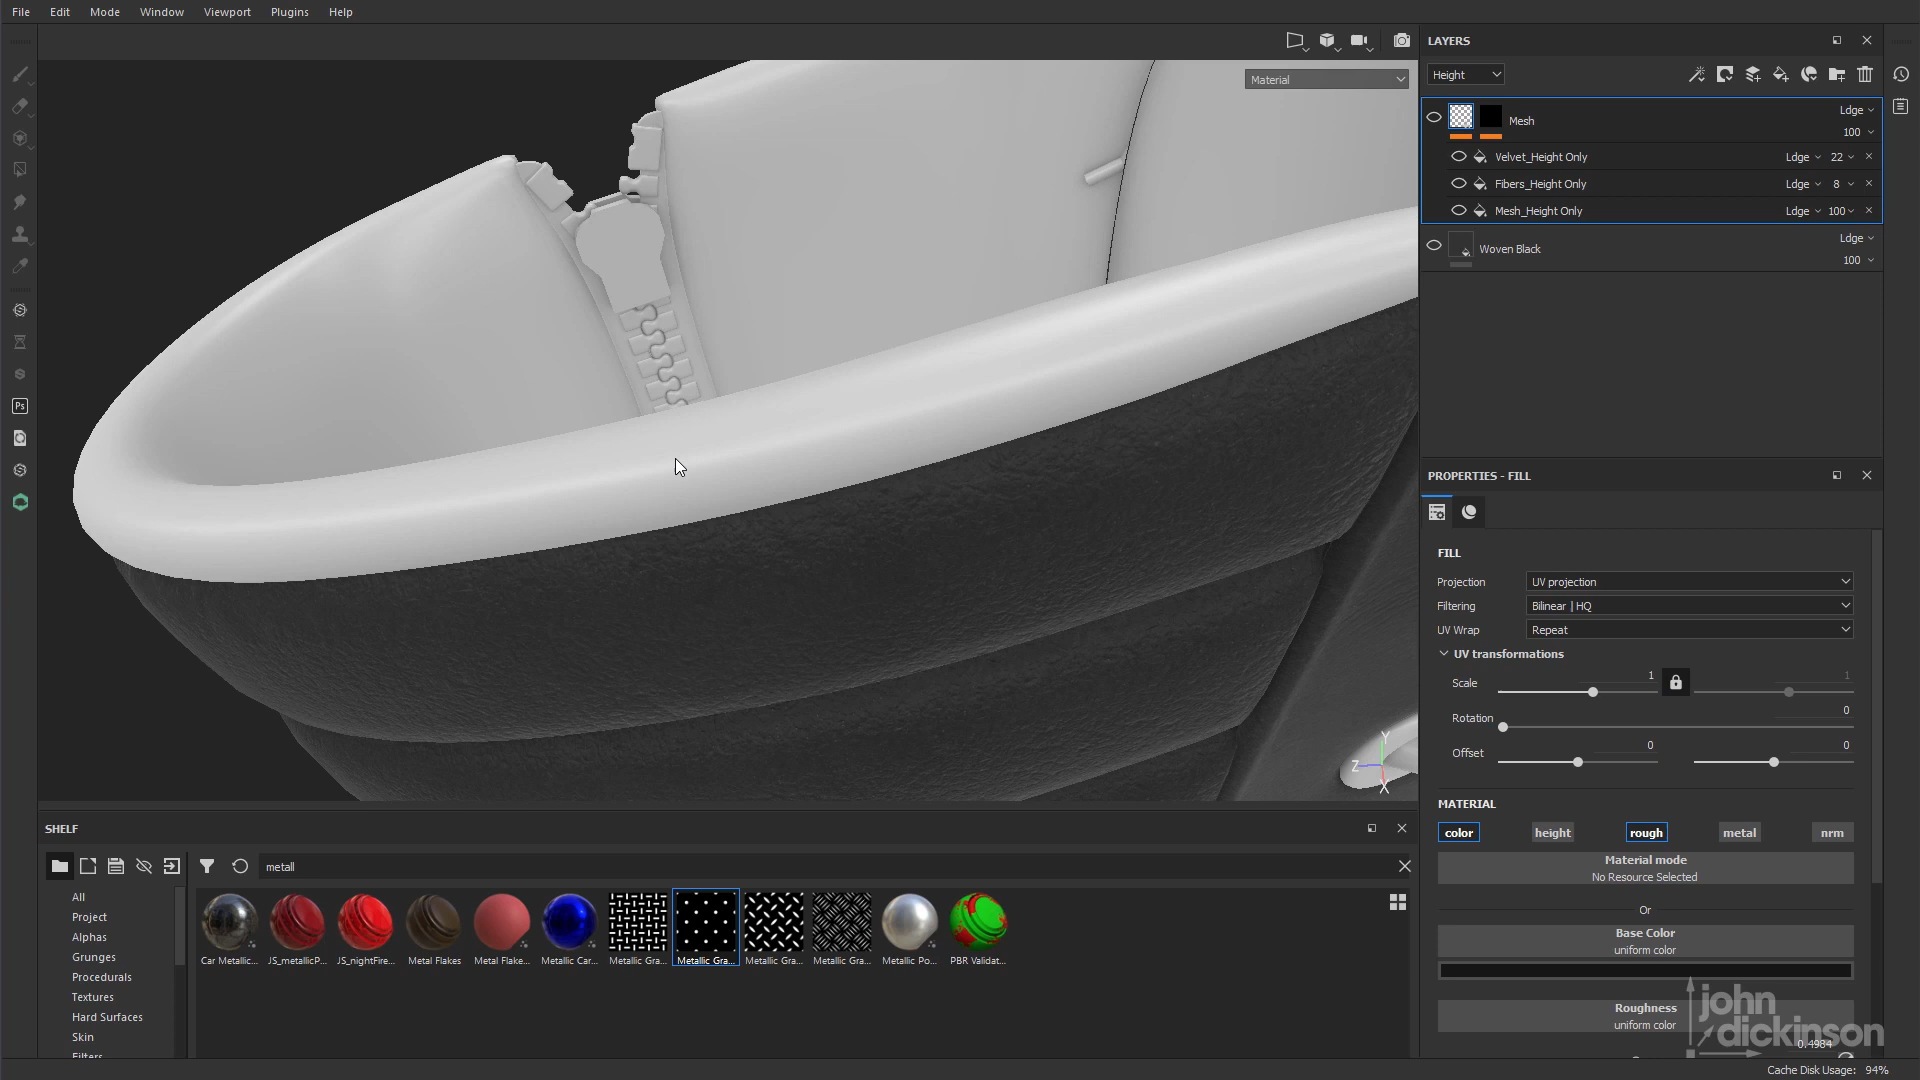 File Edit Mode Window Viewport Plugins Help
Material
LAYERS
Height
Ldge
100
Mesh
Velvet_Height Only Ldge 22
Fibers_Height Only Ldge 8
Mesh_Height Only Ldge 100
Ldge
Woven Black
100
Ps
Y
Z
X
PROPERTIES - FILL
FILL
Projection UV projection
Filtering Bilinear | HQ
UV Wrap Repeat
UV transformations
Scale 1 1
Rotation 0
Offset 0 0
MATERIAL
color height rough metal nrm
Material mode
No Resource Selected
Or
Base Color
uniform color
Roughness
uniform color
0.4984
john
dickinson
SHELF
metall
All
Project
Alphas
Grunges
Procedurals
Textures
Hard Surfaces
Skin
Filters
Car Metallic... JS_metallicP... JS_nightFire... Metal Flakes Metal Flake... Metallic Car... Metallic Gra... Metallic Gra... Metallic Gra... Metallic Gra... Metallic Po... PBR Validat...
Cache Disk Usage: 94%